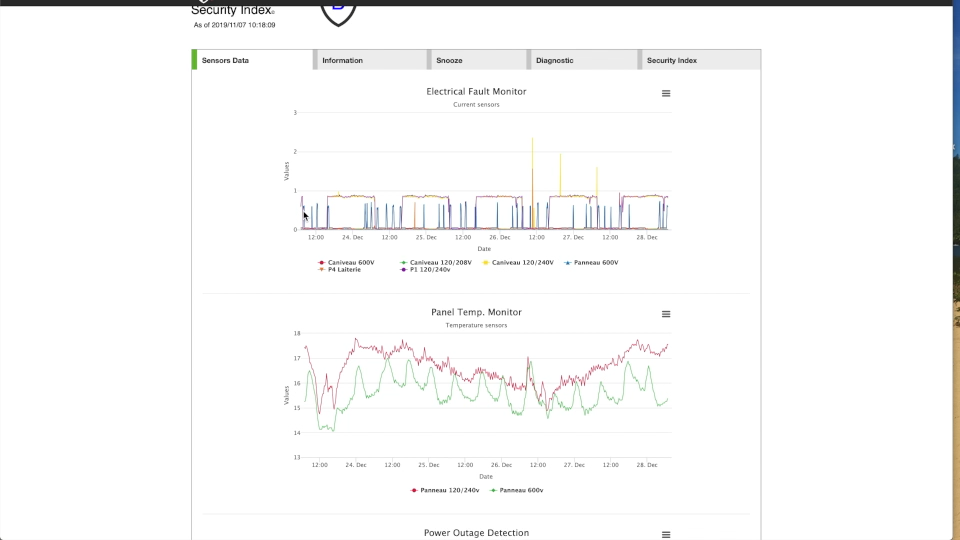 Security Index®
As of 2019/11/07 10:18:09
B
Sensors Data Information Snooze Diagnostic Security Index
Electrical Fault Monitor
Current sensors
3
2
1
0
Values
12:00 24. Dec 12:00 25. Dec 12:00 26. Dec 12:00 27. Dec 12:00 28. Dec
Date
Caniveau 600V Caniveau 120/208V Caniveau 120/240V Panneau 600V
P4 Laiterie P1 120/240v
Panel Temp. Monitor
Temperature sensors
18
17
16
15
14
13
Values
12:00 24. Dec 12:00 25. Dec 12:00 26. Dec 12:00 27. Dec 12:00 28. Dec
Date
Panneau 120/240v Panneau 600v
Power Outage Detection